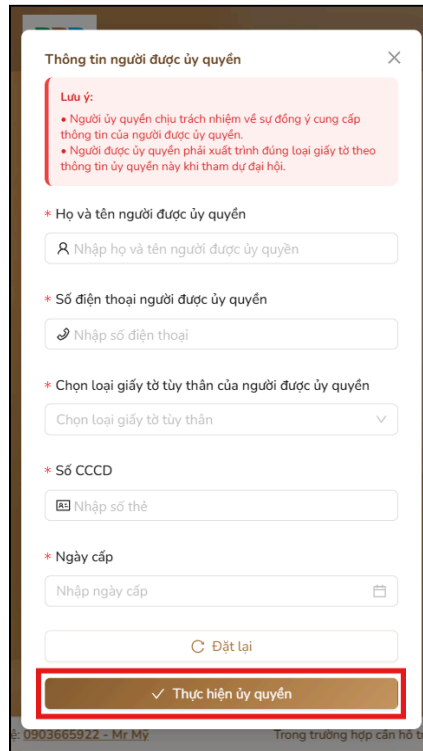 Thông tin người được ủy quyền
Lưu ý:
• Người ủy quyền chịu trách nhiệm về sự đồng ý cung cấp
thông tin của người được ủy quyền.
• Người được ủy quyền phải xuất trình đúng loại giấy tờ theo
thông tin ủy quyền này khi tham dự đại hội.
* Họ và tên người được ủy quyền
Nhập họ và tên người được ủy quyền
* Số điện thoại người được ủy quyền
Nhập số điện thoại
* Chọn loại giấy tờ tùy thân của người được ủy quyền
Chọn loại giấy tờ tùy thân
* Số CCCD
Nhập số thẻ
* Ngày cấp
Nhập ngày cấp
Đặt lại
Thực hiện ủy quyền
: 0903665922 - Mr Mỹ Trong trường hợp cần hỗ